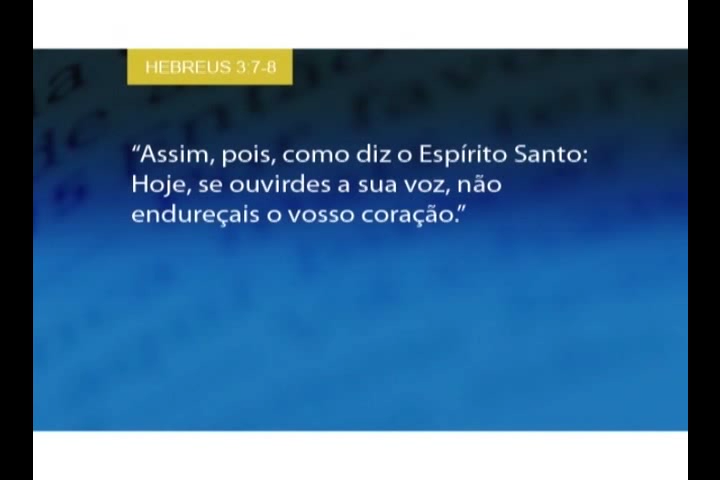 HEBREUS 3:7-8
“Assim, pois, como diz o Espírito Santo:
Hoje, se ouvirdes a sua voz, não
endureçais o vosso coração.”